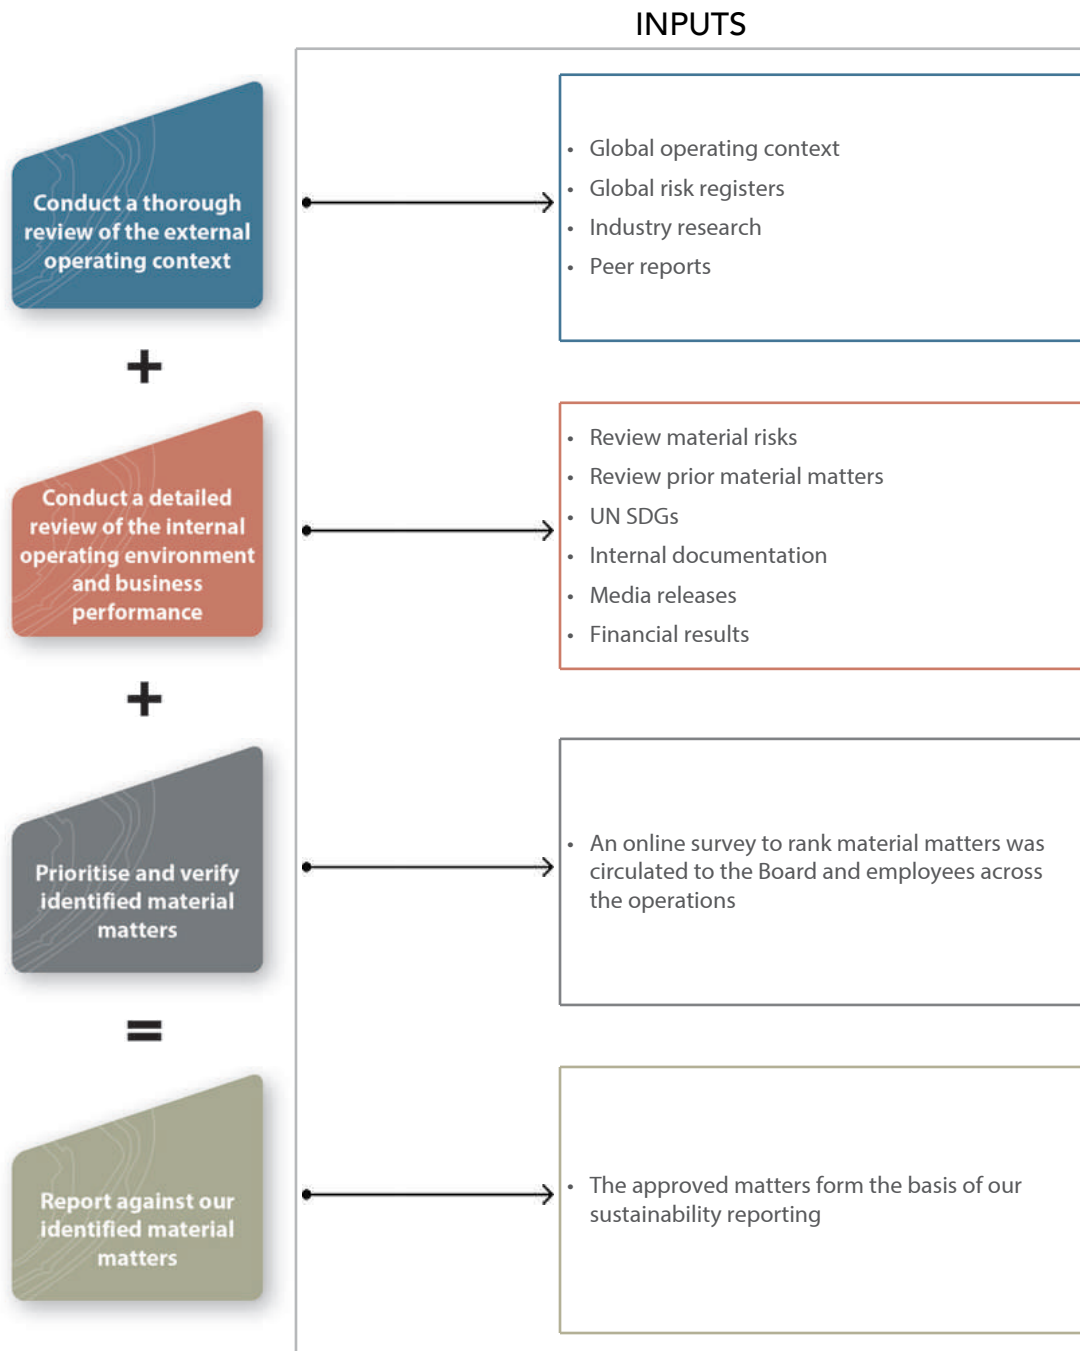 INPUTS
Conduct a thorough
review of the external
operating context
• Global operating context
• Global risk registers
• Industry research
• Peer reports
+
Conduct a detailed
review of the internal
operating environment
and business
performance
• Review material risks
• Review prior material matters
• UN SDGs
• Internal documentation
• Media releases
• Financial results
+
Prioritise and verify
identified material
matters
• An online survey to rank material matters was
circulated to the Board and employees across
the operations
=
Report against our
identified material
matters
• The approved matters form the basis of our
sustainability reporting